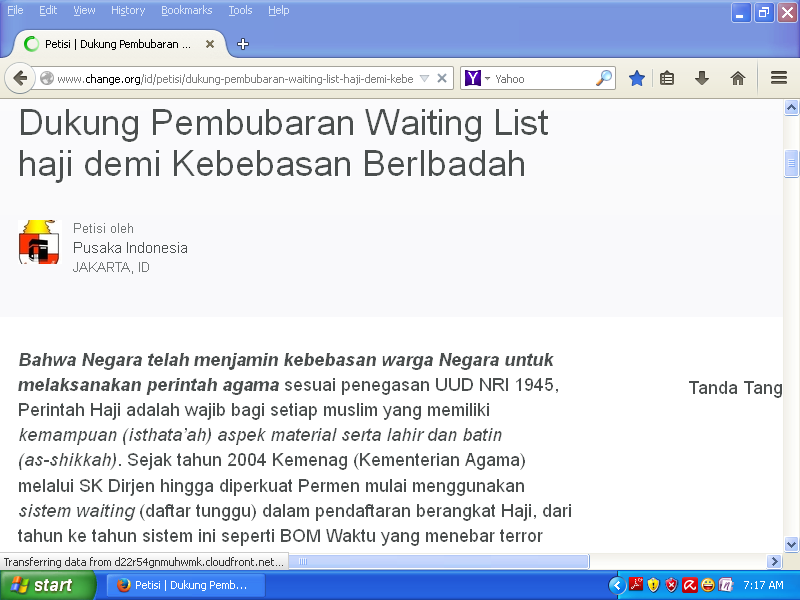 File Edit View History Bookmarks Tools Help
Petisi | Dukung Pembubaran ...
www.change.org/id/petisi/dukung-pembubaran-waiting-list-haji-demi-kebe
Yahoo
Dukung Pembubaran Waiting List
haji demi Kebebasan BerIbadah
Petisi oleh
Pusaka Indonesia
JAKARTA, ID
Bahwa Negara telah menjamin kebebasan warga Negara untuk
melaksanakan perintah agama sesuai penegasan UUD NRI 1945,
Perintah Haji adalah wajib bagi setiap muslim yang memiliki
kemampuan (isthata'ah) aspek material serta lahir dan batin
(as-shikkah). Sejak tahun 2004 Kemenag (Kementerian Agama)
melalui SK Dirjen hingga diperkuat Permen mulai menggunakan
sistem waiting (daftar tunggu) dalam pendaftaran berangkat Haji, dari
tahun ke tahun sistem ini seperti BOM Waktu yang menebar terror
Tanda Tang
Transferring data from d22r54gnmuhwmk.cloudfront.net...
start
Petisi | Dukung Pemb...
7:17 AM